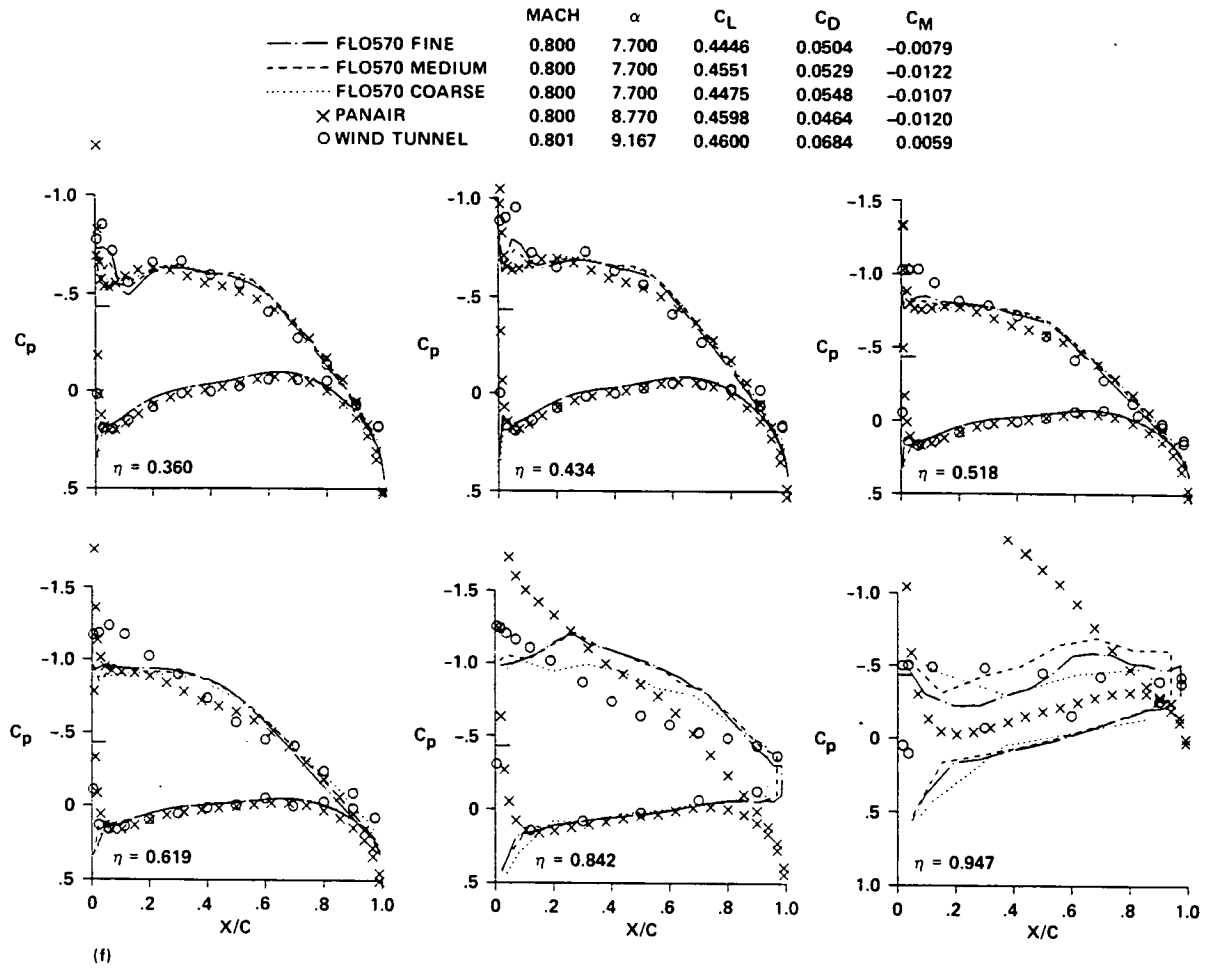 MACH α C_L C_D C_M
FLO570 FINE 0.800 7.700 0.4446 0.0504 −0.0079
FLO570 MEDIUM 0.800 7.700 0.4551 0.0529 −0.0122
FLO570 COARSE 0.800 7.700 0.4475 0.0548 −0.0107
× PANAIR 0.800 8.770 0.4598 0.0464 −0.0120
○ WIND TUNNEL 0.801 9.167 0.4600 0.0684 0.0059
-1.0
-.5
C_p
0
.5
η = 0.360
-1.0
-.5
C_p
0
.5
η = 0.434
-1.5
-1.0
-.5
C_p
0
.5
η = 0.518
-1.5
-1.0
-.5
C_p
0
.5
η = 0.619
0 .2 .4 .6 .8 1.0
X/C
-1.5
-1.0
-.5
C_p
0
.5
η = 0.842
0 .2 .4 .6 .8 1.0
X/C
-1.0
-.5
C_p
0
.5
1.0
η = 0.947
0 .2 .4 .6 .8 1.0
X/C
(f)